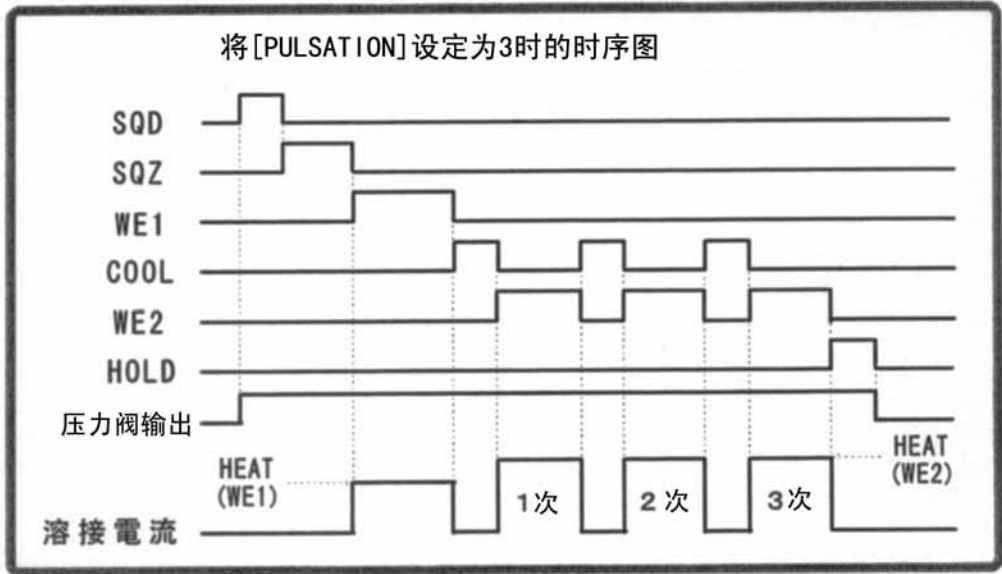 将[PULSATION]设定为3时的时序图
SQD
SQZ
WE1
COOL
WE2
HOLD
压力阀输出
HEAT
(WE1)
HEAT
(WE2)
1次
2次
3次
溶接電流